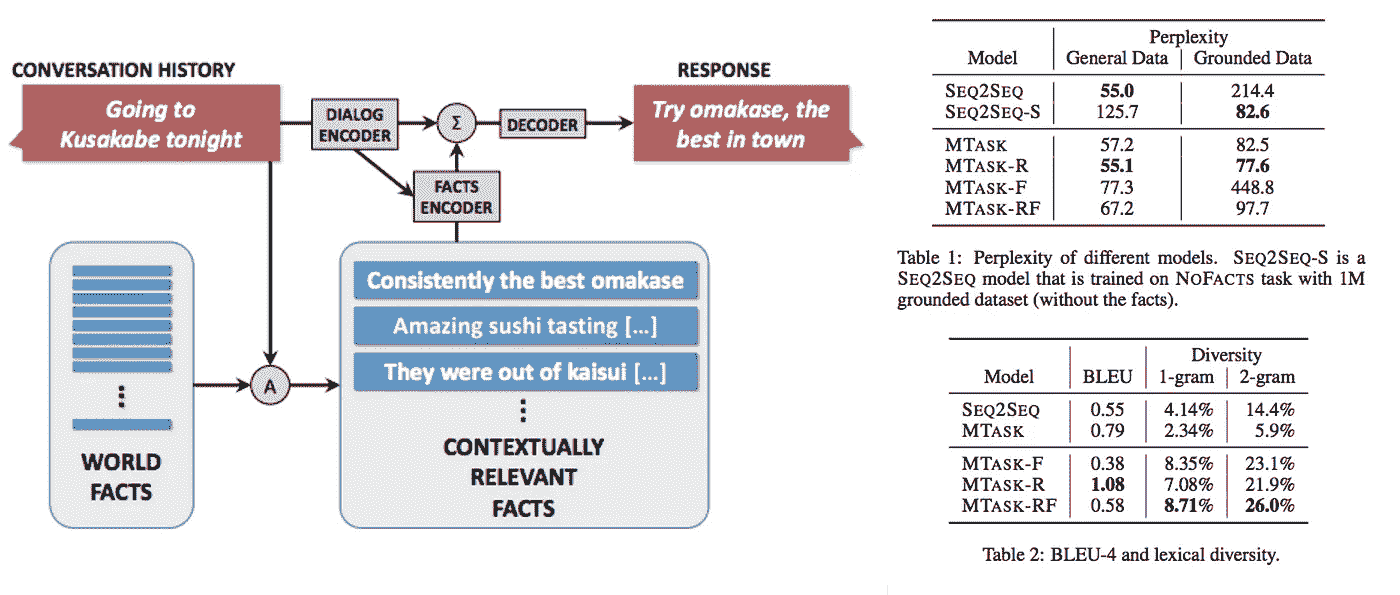 CONVERSATION HISTORY
Going to
Kusakabe tonight
DIALOG
ENCODER
Σ
DECODER
RESPONSE
Try omakase, the
best in town
FACTS
ENCODER
WORLD
FACTS
A
Consistently the best omakase
Amazing sushi tasting [...]
They were out of kaisui [...]
CONTEXTUALLY
RELEVANT
FACTS
Perplexity
Model General Data Grounded Data
SEQ2SEQ 55.0 214.4
SEQ2SEQ-S 125.7 82.6
MTASK 57.2 82.5
MTASK-R 55.1 77.6
MTASK-F 77.3 448.8
MTASK-RF 67.2 97.7
Table 1: Perplexity of different models. SEQ2SEQ-S is a
SEQ2SEQ model that is trained on NOFACTS task with 1M
grounded dataset (without the facts).
Diversity
Model BLEU 1-gram 2-gram
SEQ2SEQ 0.55 4.14% 14.4%
MTASK 0.79 2.34% 5.9%
MTASK-F 0.38 8.35% 23.1%
MTASK-R 1.08 7.08% 21.9%
MTASK-RF 0.58 8.71% 26.0%
Table 2: BLEU-4 and lexical diversity.